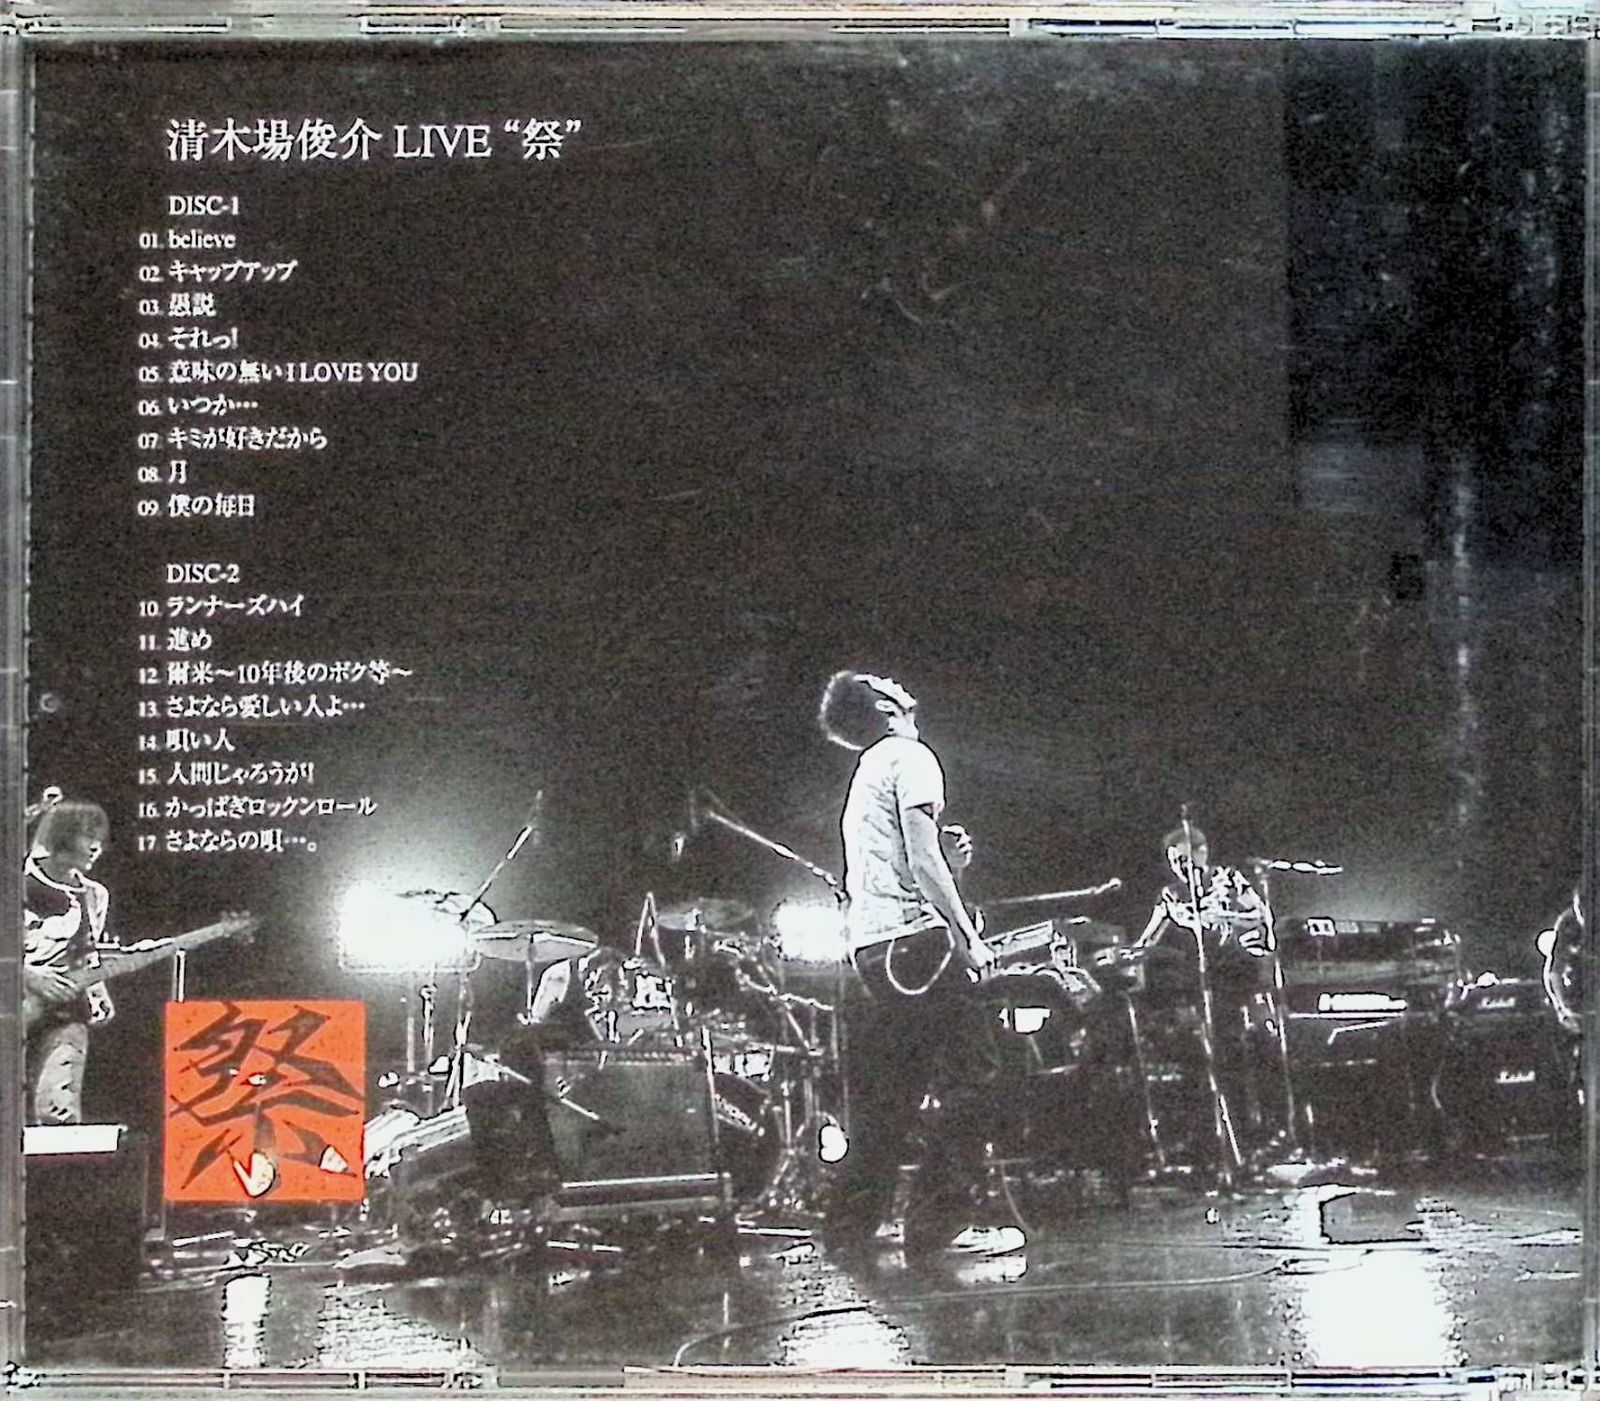 清木場俊介 LIVE “祭”
DISC-1
01. believe
02. キャップアップ
03. 愚説
04. それっ!
05. 意味の無い I LOVE YOU
06. いつか…
07. キミが好きだから
08. 月
09. 僕の毎日
DISC-2
10. ランナーズハイ
11. 進め
12. 爾来〜10年後のボク等〜
13. さよなら愛しい人よ…
14. 唄い人
15. 人間じゃろうが!
16. かっぱぎロックンロール
17. さよならの唄…。
祭